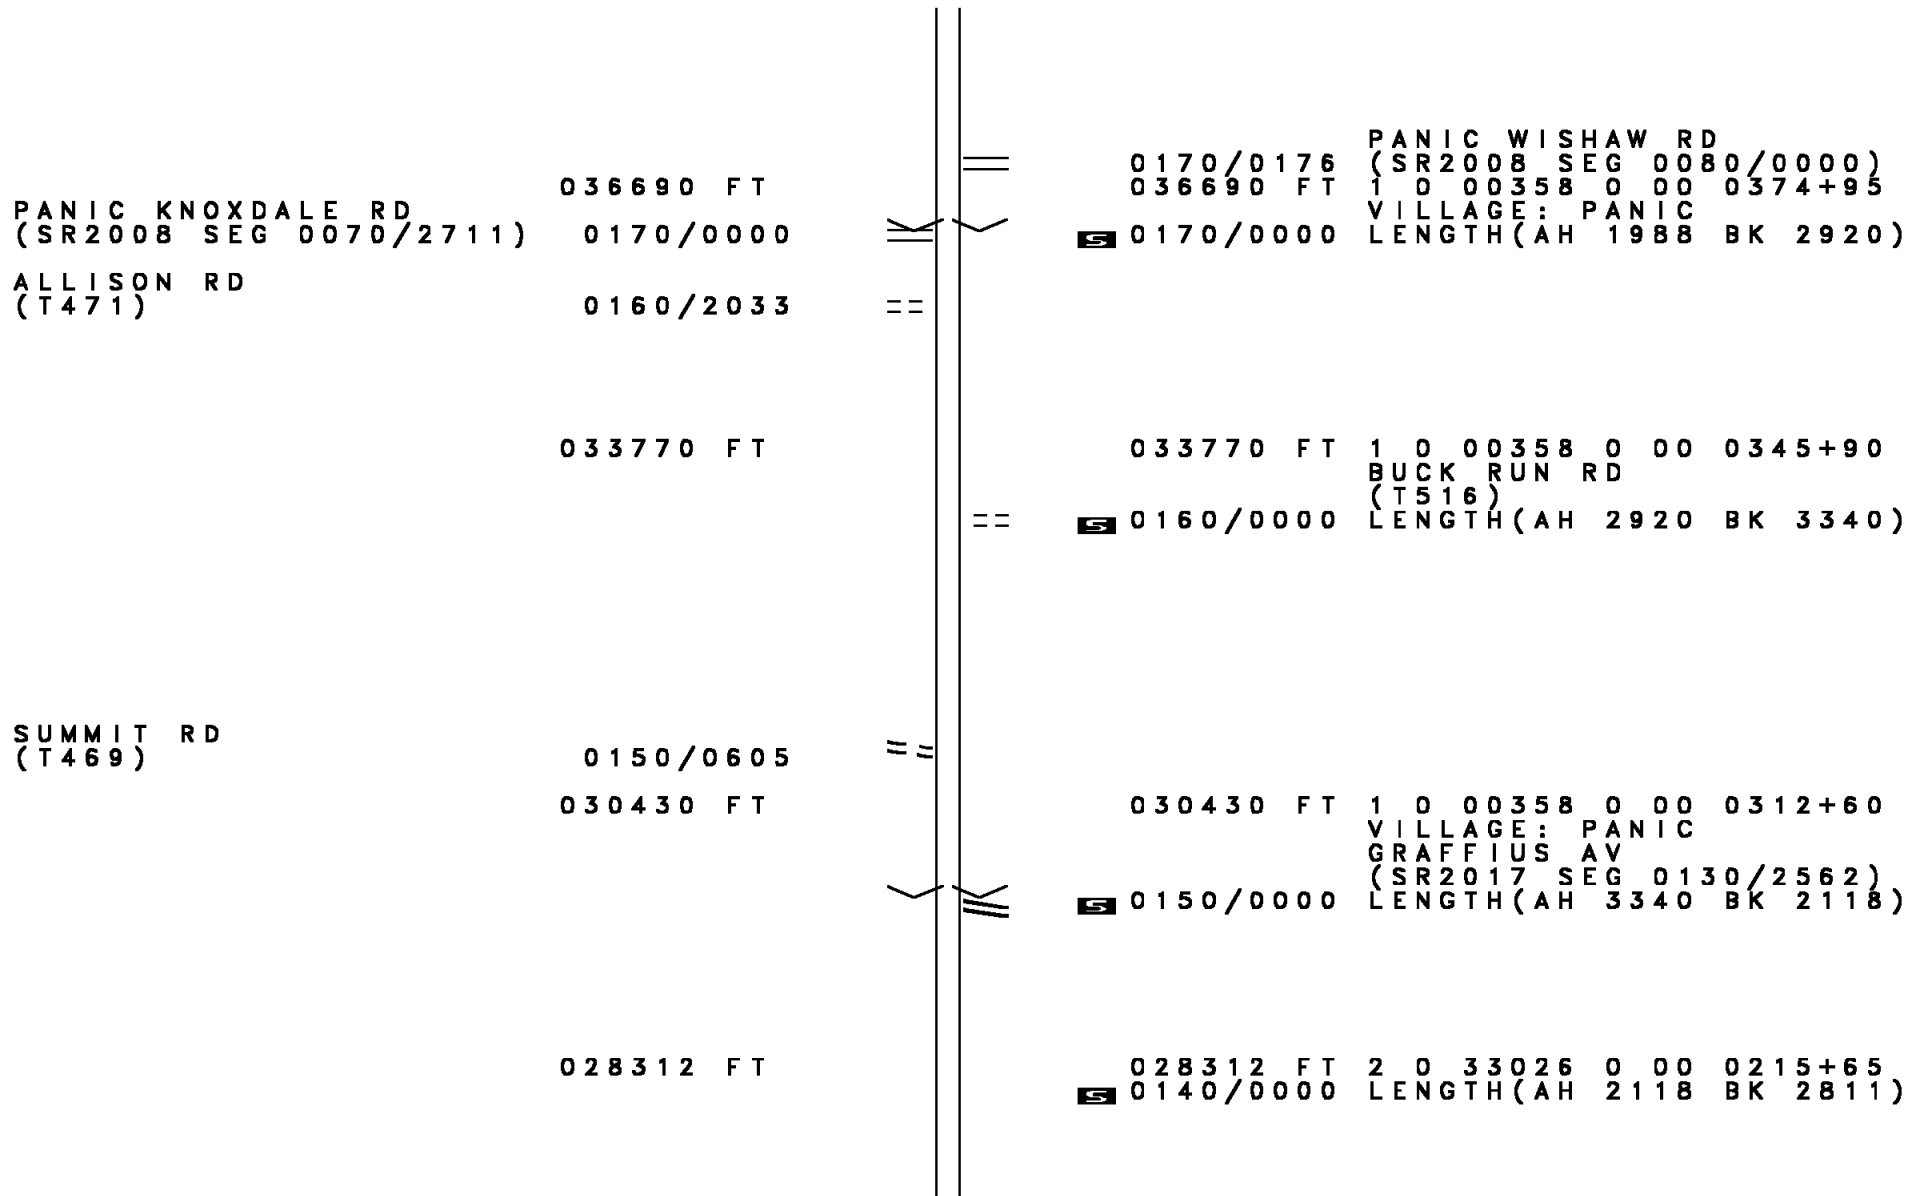 PANIC WISHAW RD
0170/0176 (SR2008 SEG 0080/0000)
036690 FT 036690 FT 1 0 00358 0 00 0374+95
PANIC KNOXDALE RD VILLAGE: PANIC
(SR2008 SEG 0070/2711) 0170/0000 S 0170/0000 LENGTH(AH 1988 BK 2920)
ALLISON RD
(T471) 0160/2033
033770 FT 033770 FT 1 0 00358 0 00 0345+90
BUCK RUN RD
(T516)
S 0160/0000 LENGTH(AH 2920 BK 3340)
SUMMIT RD
(T469) 0150/0605
030430 FT 030430 FT 1 0 00358 0 00 0312+60
VILLAGE: PANIC
GRAFFIUS AV
(SR2017 SEG 0130/2562)
S 0150/0000 LENGTH(AH 3340 BK 2118)
028312 FT 028312 FT 2 0 33026 0 00 0215+65
S 0140/0000 LENGTH(AH 2118 BK 2811)